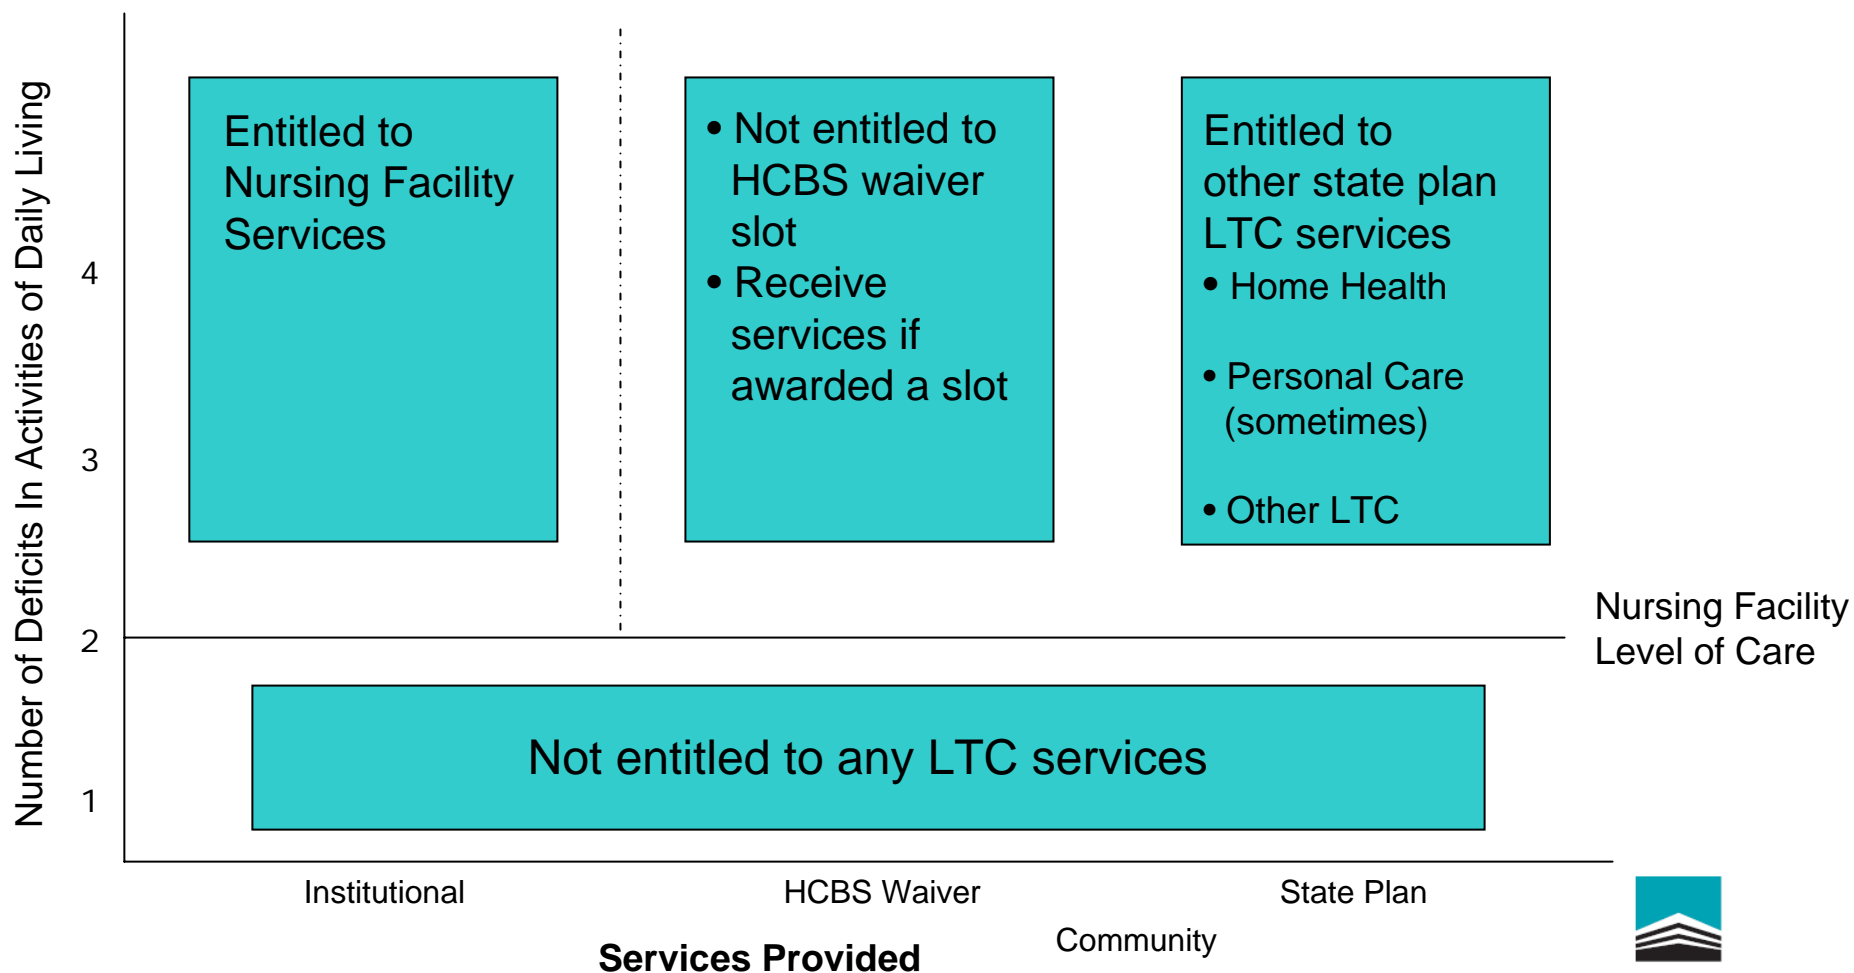 Number of Deficits In Activities of Daily Living
4
3
2
1
Entitled to
Nursing Facility
Services
• Not entitled to
HCBS waiver
slot
• Receive
services if
awarded a slot
Entitled to
other state plan
LTC services
• Home Health
• Personal Care
(sometimes)
• Other LTC
Nursing Facility
Level of Care
Not entitled to any LTC services
Institutional
HCBS Waiver
State Plan
Community
Services Provided